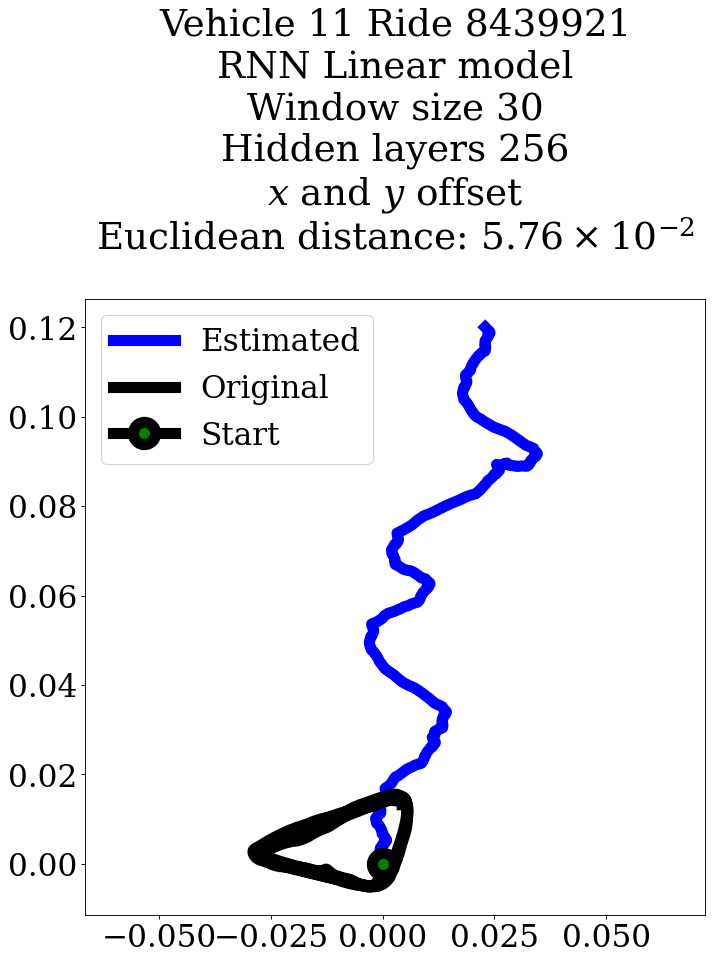 Vehicle 11 Ride 8439921
RNN Linear model
Window size 30
Hidden layers 256
x and y offset
Euclidean distance: 5.76 × 10⁻²
Estimated
Original
Start
0.12
0.10
0.08
0.06
0.04
0.02
0.00
−0.050 −0.025 0.000 0.025 0.050